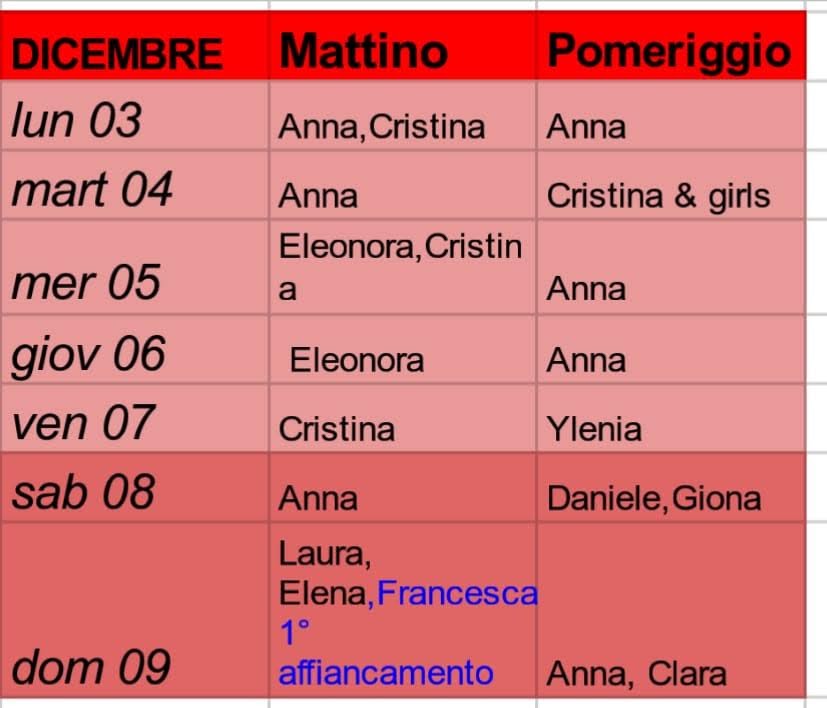 DICEMBRE Mattino Pomeriggio
lun 03 Anna,Cristina Anna
mart 04 Anna Cristina & girls
Eleonora,Cristin
mer 05 a Anna
giov 06 Eleonora Anna
ven 07 Cristina Ylenia
sab 08 Anna Daniele,Giona
Laura,
Elena,Francesca
1°
dom 09 affiancamento Anna, Clara